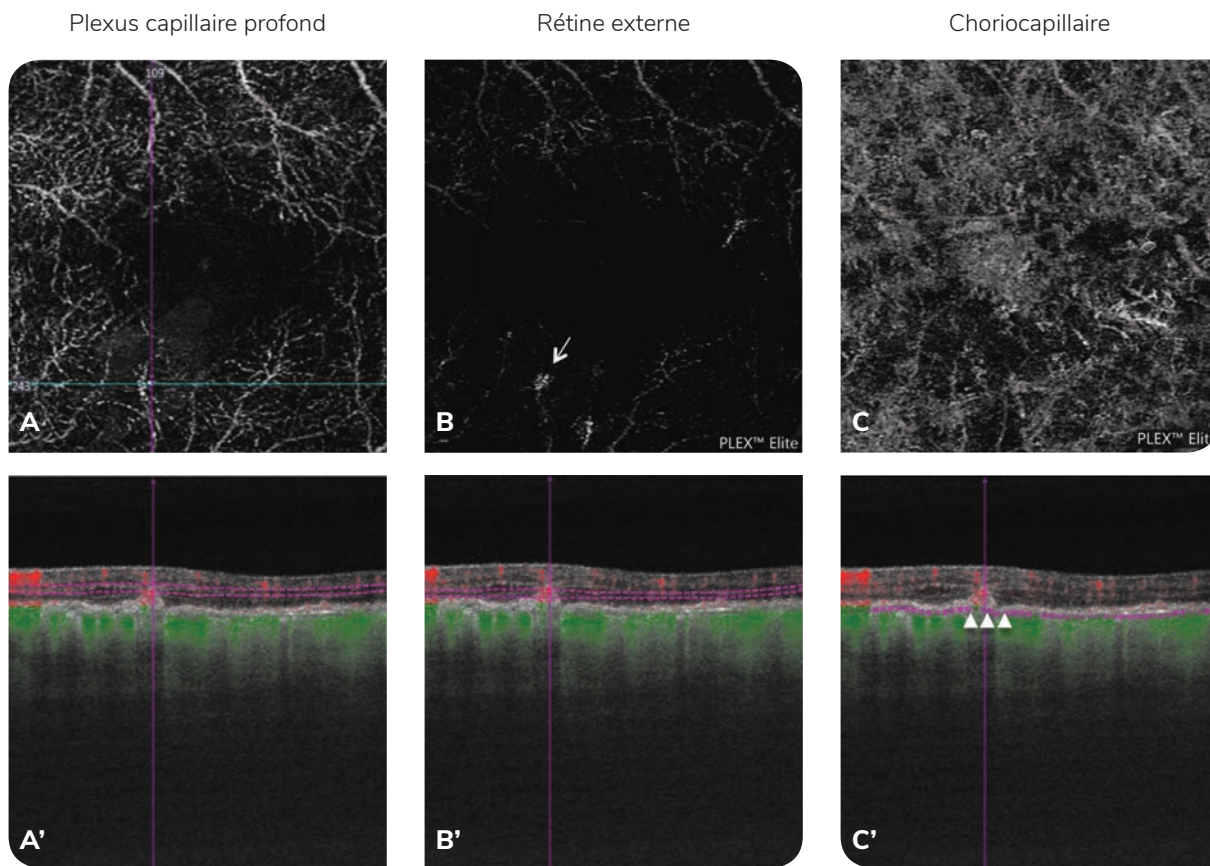 Plexus capillaire profond
Rétine externe
Choriocapillaire
109
243
A
B
PLEX™ Elite
C
PLEX™ Elit
A’
B’
C’